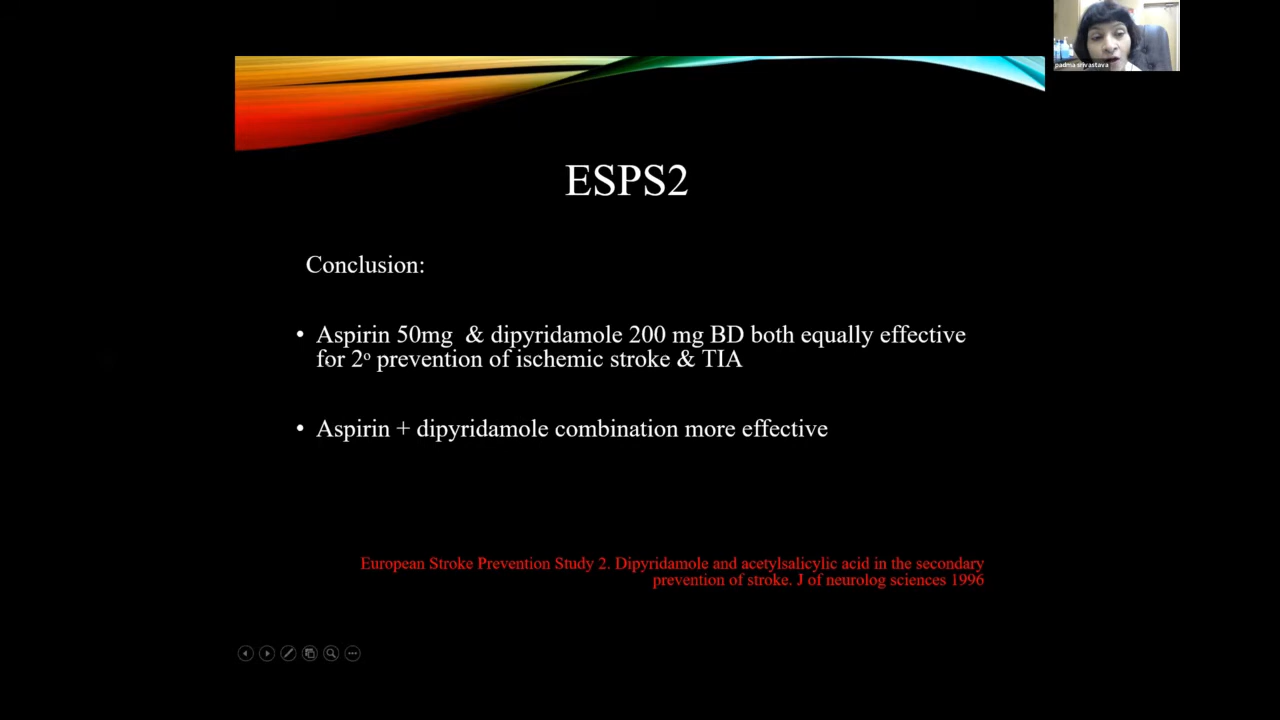 padma srivastava
ESPS2
Conclusion:
• Aspirin 50mg & dipyridamole 200 mg BD both equally effective
for 2º prevention of ischemic stroke & TIA
• Aspirin + dipyridamole combination more effective
European Stroke Prevention Study 2. Dipyridamole and acetylsalicylic acid in the secondary
prevention of stroke. J of neurolog sciences 1996